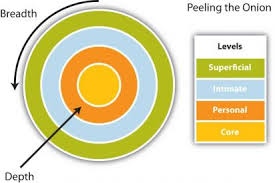 Breadth
Peeling the Onion
Levels
Superficial
Intimate
Personal
Core
Depth